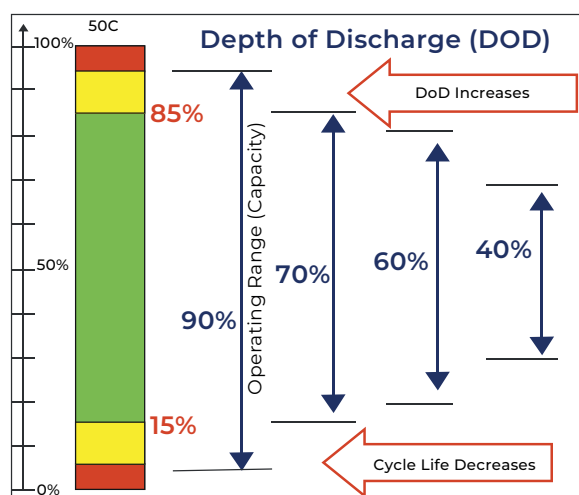 50C
Depth of Discharge (DOD)
100%
DoD Increases
85%
Operating Range (Capacity)
40%
60%
50%
70%
90%
15%
Cycle Life Decreases
0%